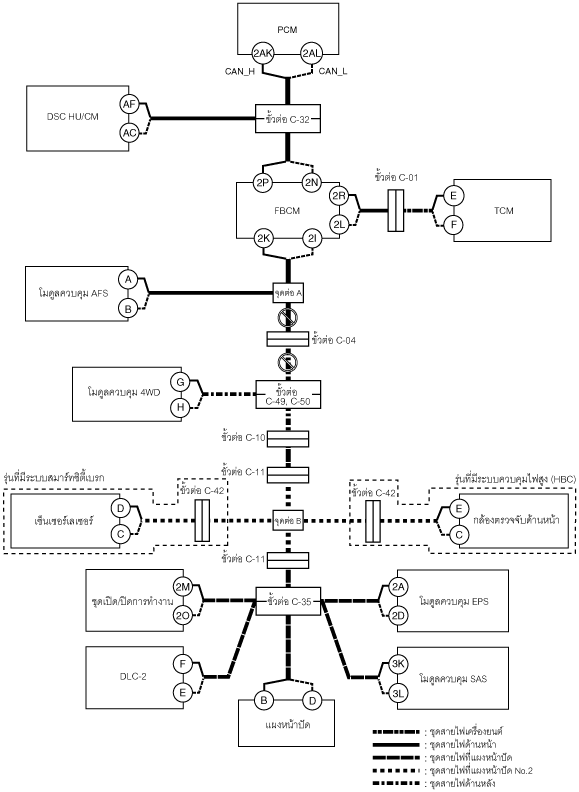 PCM
2AK 2AL
CAN_H CAN_L
AF
DSC HU/CM
AC
ขั้วต่อ C-32
2P 2N
ขั้วต่อ C-01
2R E
FBCM TCM
2L F
2K 2I
A
โมดูลควบคุม AFS
B
จุดต่อ A
ขั้วต่อ C-04
G
โมดูลควบคุม 4WD
H
ขั้วต่อ
C-49, C-50
ขั้วต่อ C-10
ขั้วต่อ C-11
รุ่นที่มีระบบสมาร์ทซิตี้เบรก
รุ่นที่มีระบบควบคุมไฟสูง (HBC)
ขั้วต่อ C-42 ขั้วต่อ C-42
D E
เซ็นเซอร์เลเซอร์ จุดต่อ B กล้องตรวจจับด้านหน้า
C C
ขั้วต่อ C-11
2M 2A
ชุดเปิด/ปิดการทำงาน ขั้วต่อ C-35 โมดูลควบคุม EPS
2O 2D
F 3K
DLC-2 โมดูลควบคุม SAS
E 3L
B D
แผงหน้าปัด
: ชุดสายไฟเครื่องยนต์
: ชุดสายไฟด้านหน้า
: ชุดสายไฟที่แผงหน้าปัด
: ชุดสายไฟที่แผงหน้าปัด No.2
: ชุดสายไฟด้านหลัง